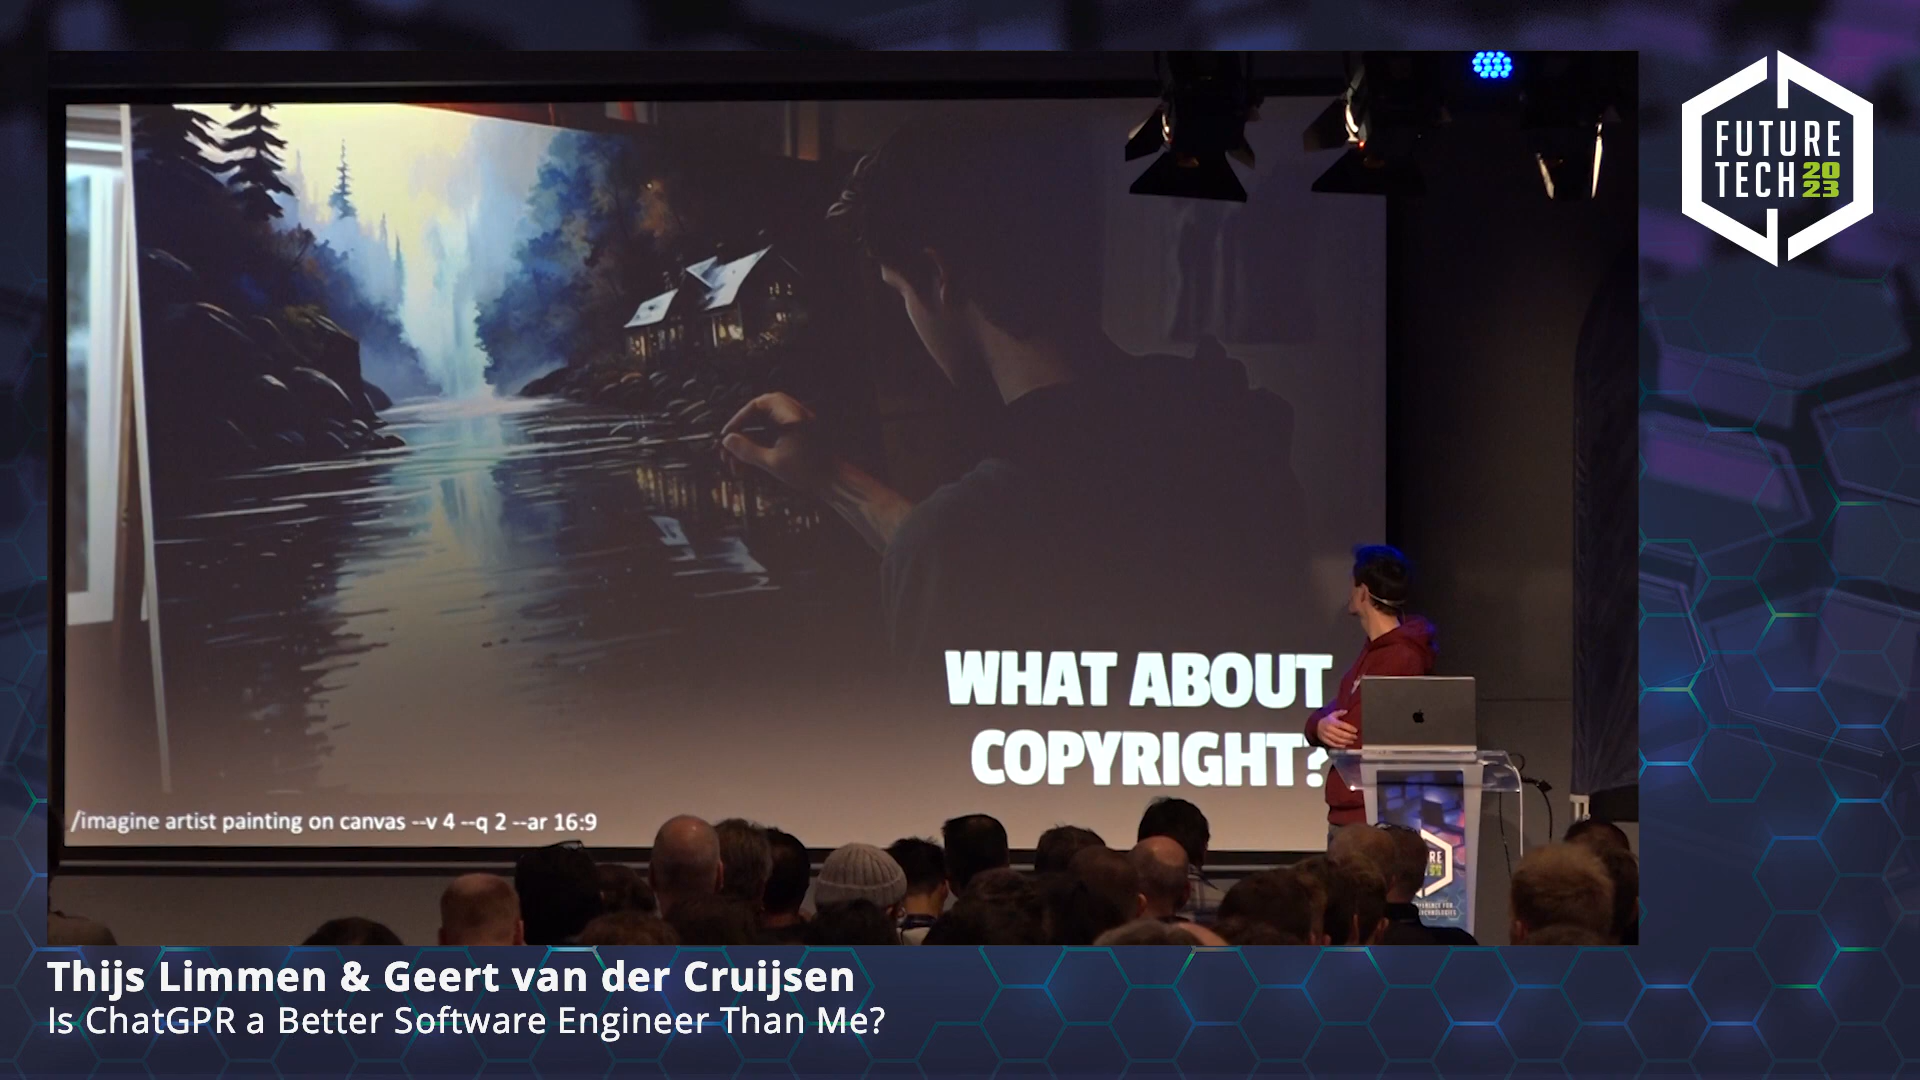 FUTURE
TECH 20
23
WHAT ABOUT
COPYRIGHT?
/imagine artist painting on canvas --v 4 --q 2 --ar 16:9
RE
Thijs Limmen & Geert van der Cruijsen
Is ChatGPR a Better Software Engineer Than Me?